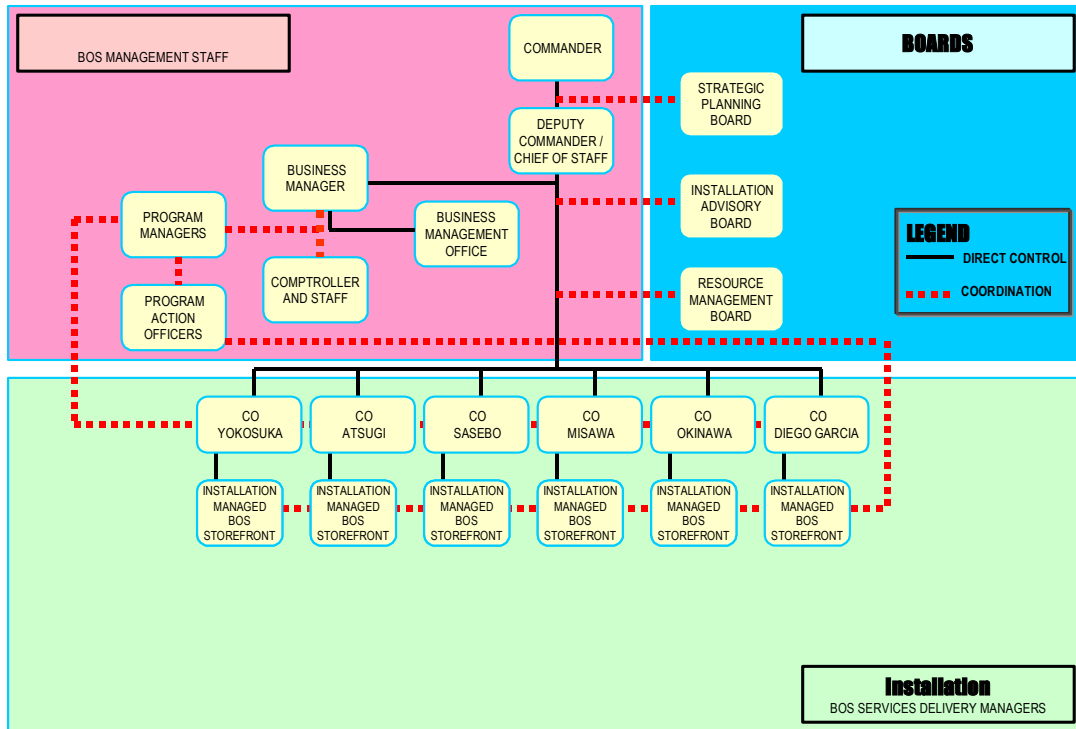 BOS MANAGEMENT STAFF
COMMANDER
BOARDS
STRATEGIC
PLANNING
BOARD
DEPUTY
COMMANDER /
CHIEF OF STAFF
BUSINESS
MANAGER
INSTALLATION
ADVISORY
BOARD
PROGRAM
MANAGERS
BUSINESS
MANAGEMENT
OFFICE
LEGEND
DIRECT CONTROL
COORDINATION
COMPTROLLER
AND STAFF
RESOURCE
MANAGEMENT
BOARD
PROGRAM
ACTION
OFFICERS
CO
YOKOSUKA
CO
ATSUGI
CO
SASEBO
CO
MISAWA
CO
OKINAWA
CO
DIEGO GARCIA
INSTALLATION
MANAGED
BOS
STOREFRONT
INSTALLATION
MANAGED
BOS
STOREFRONT
INSTALLATION
MANAGED
BOS
STOREFRONT
INSTALLATION
MANAGED
BOS
STOREFRONT
INSTALLATION
MANAGED
BOS
STOREFRONT
INSTALLATION
MANAGED
BOS
STOREFRONT
Installation
BOS SERVICES DELIVERY MANAGERS